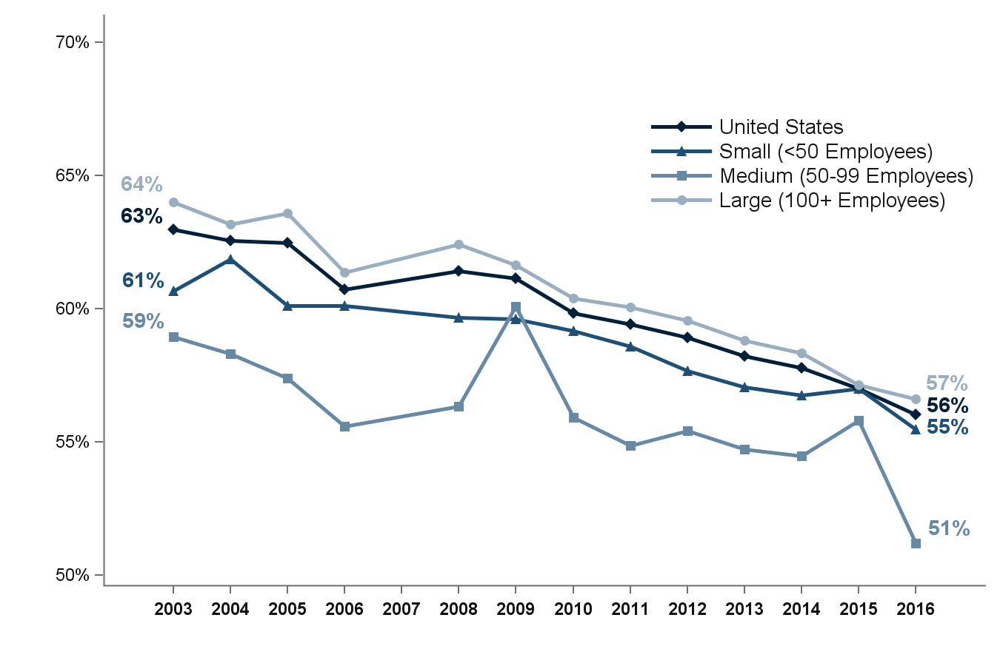 70%
United States
Small (<50 Employees)
65%
Medium (50-99 Employees)
64%
Large (100+ Employees)
63%
61%
60%
59%
57%
56%
55%
55%
51%
50%
2003 2004 2005 2006 2007 2008 2009 2010 2011 2012 2013 2014 2015 2016